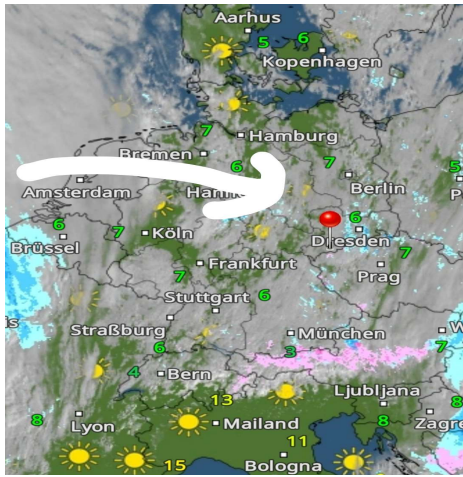 Aarhus
5
6
Kopenhagen
7
Hamburg
Bremen
6
7
5
Hann
Amsterdam
Berlin
P
6
6
Brüssel
7
Köln
Dresden
7
Frankfurt
Prag
7
Stuttgart
6
is
Straßburg
München
W
6
3
7
4
Bern
13
Ljubljana
8
8
8
Lyon
Mailand
Zagre
11
15
Bologna